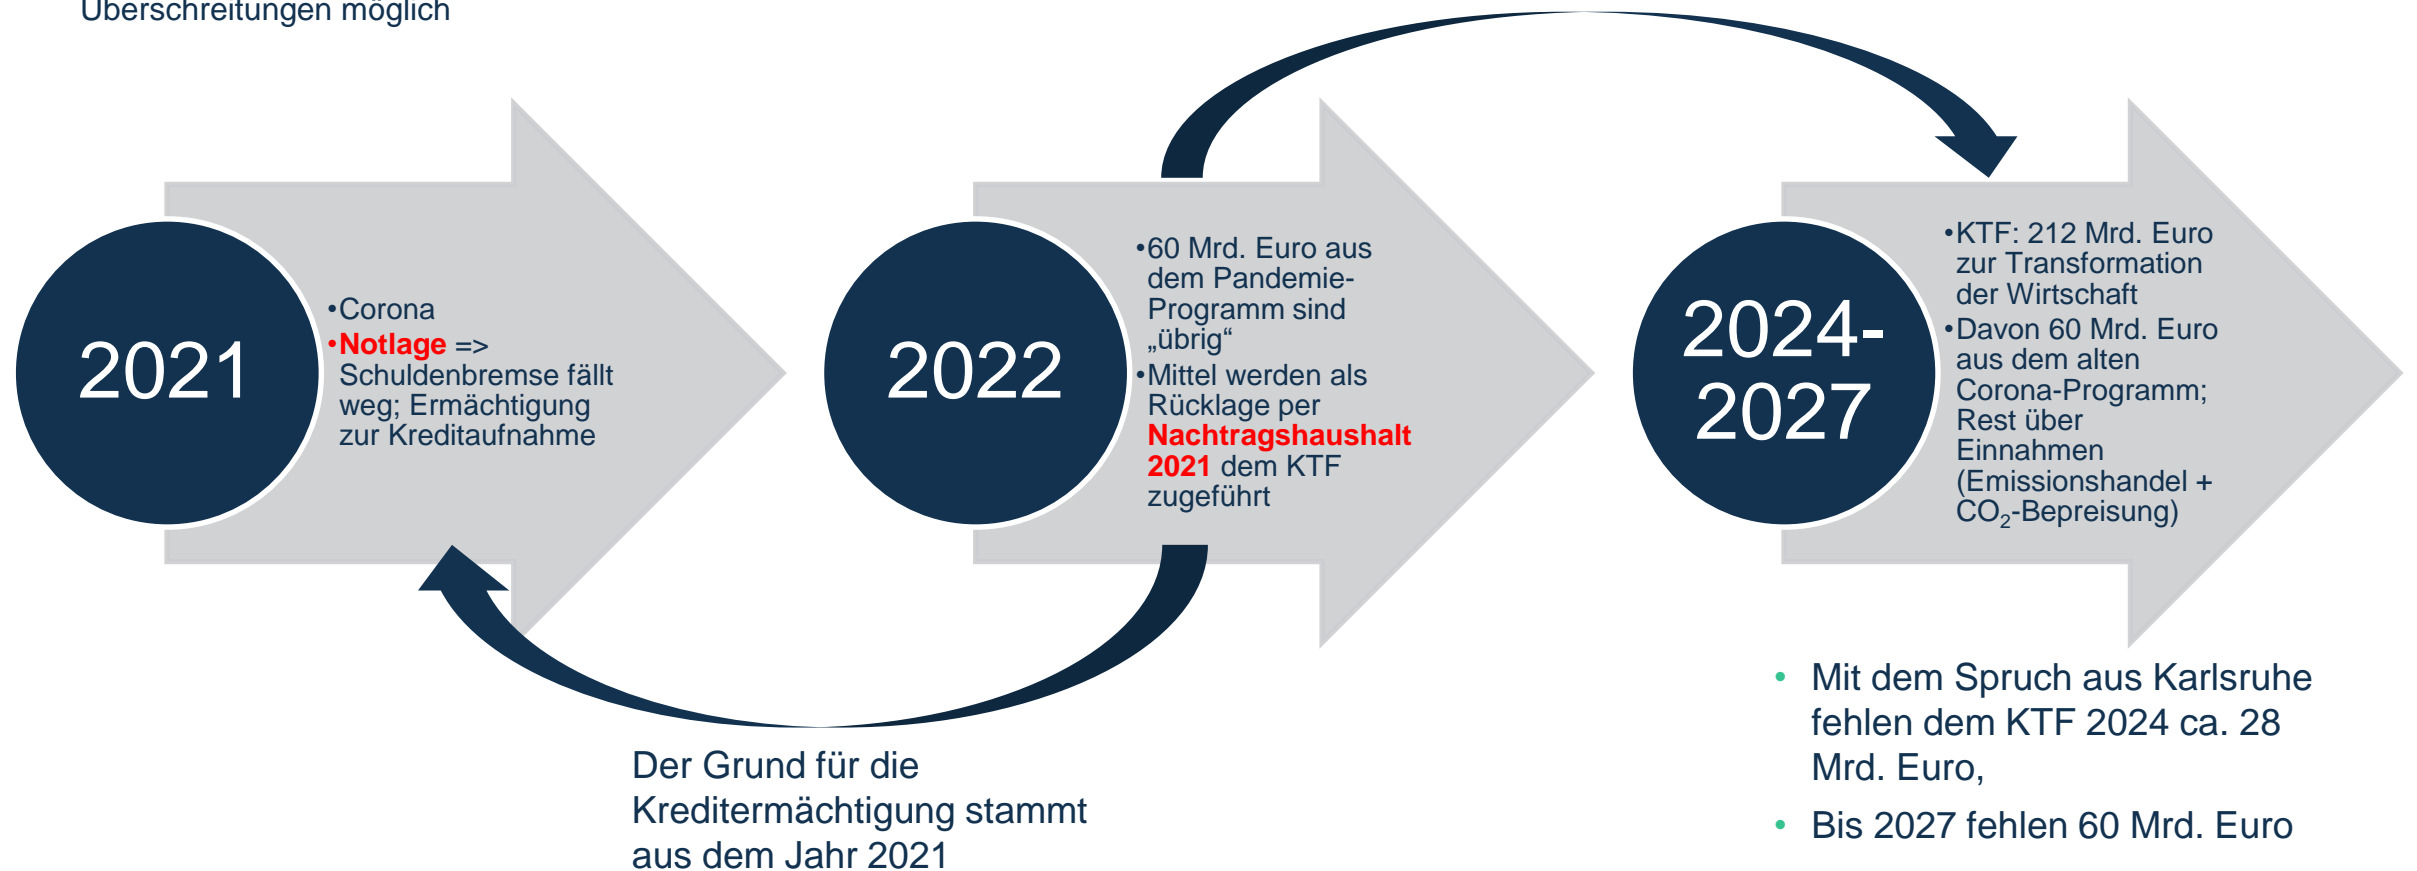 Überschreitungen möglich
2021
•Corona
•Notlage =>
Schuldenbremse fällt
weg; Ermächtigung
zur Kreditaufnahme
2022
•60 Mrd. Euro aus
dem Pandemie-
Programm sind
„übrig“
•Mittel werden als
Rücklage per
Nachtragshaushalt
2021 dem KTF
zugeführt
2024-
2027
•KTF: 212 Mrd. Euro
zur Transformation
der Wirtschaft
•Davon 60 Mrd. Euro
aus dem alten
Corona-Programm;
Rest über
Einnahmen
(Emissionshandel +
CO₂-Bepreisung)
Der Grund für die
Kreditermächtigung stammt
aus dem Jahr 2021
• Mit dem Spruch aus Karlsruhe
fehlen dem KTF 2024 ca. 28
Mrd. Euro,
• Bis 2027 fehlen 60 Mrd. Euro